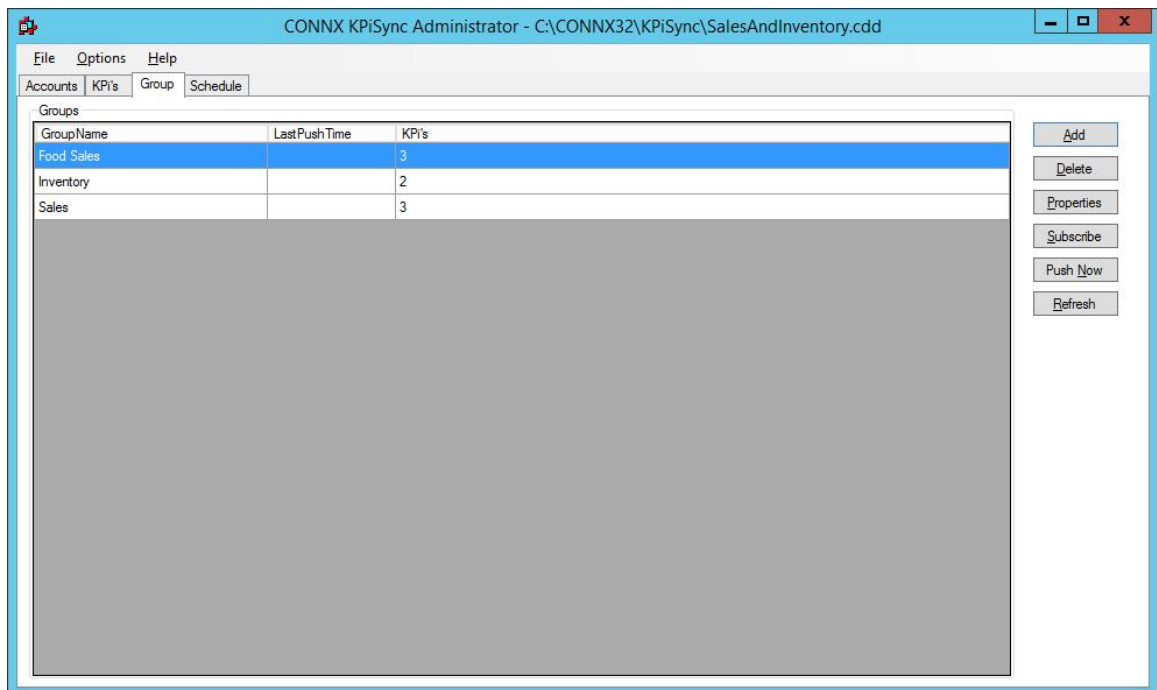 CONNX KPiSync Administrator - C:\CONNX32\KPiSync\SalesAndInventory.cdd
File Options Help
Accounts KPi's Group Schedule
Groups
GroupName LastPushTime KPi's
Food Sales 3
Inventory 2
Sales 3
Add
Delete
Properties
Subscribe
Push Now
Refresh